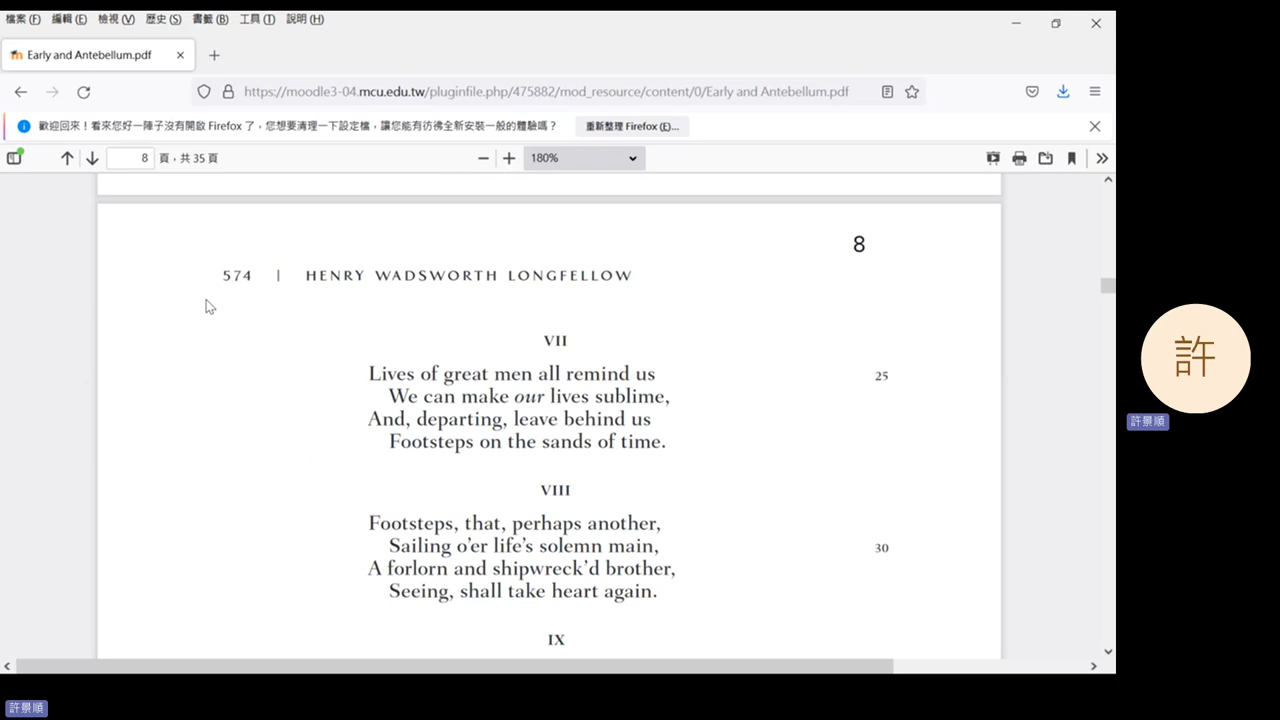 檔案(F) 編輯(E) 檢視(V) 歷史(S) 書籤(B) 工具(T) 說明(H)
Early and Antebellum.pdf
https://moodle3-04.mcu.edu.tw/pluginfile.php/475882/mod_resource/content/0/Early and Antebellum.pdf
歡迎回來！看來您好一陣子沒有開啟 Firefox 了，您想要清理一下設定檔，讓您能有彷彿全新安裝一般的體驗嗎？ 重新整理 Firefox (E)...
8 頁，共 35 頁 180%
8
574 | HENRY WADSWORTH LONGFELLOW
VII
Lives of great men all remind us 25
We can make our lives sublime,
And, departing, leave behind us
Footsteps on the sands of time.
VIII
Footsteps, that, perhaps another,
Sailing o'er life's solemn main, 30
A forlorn and shipwreck'd brother,
Seeing, shall take heart again.
IX
許
許景順
許景順